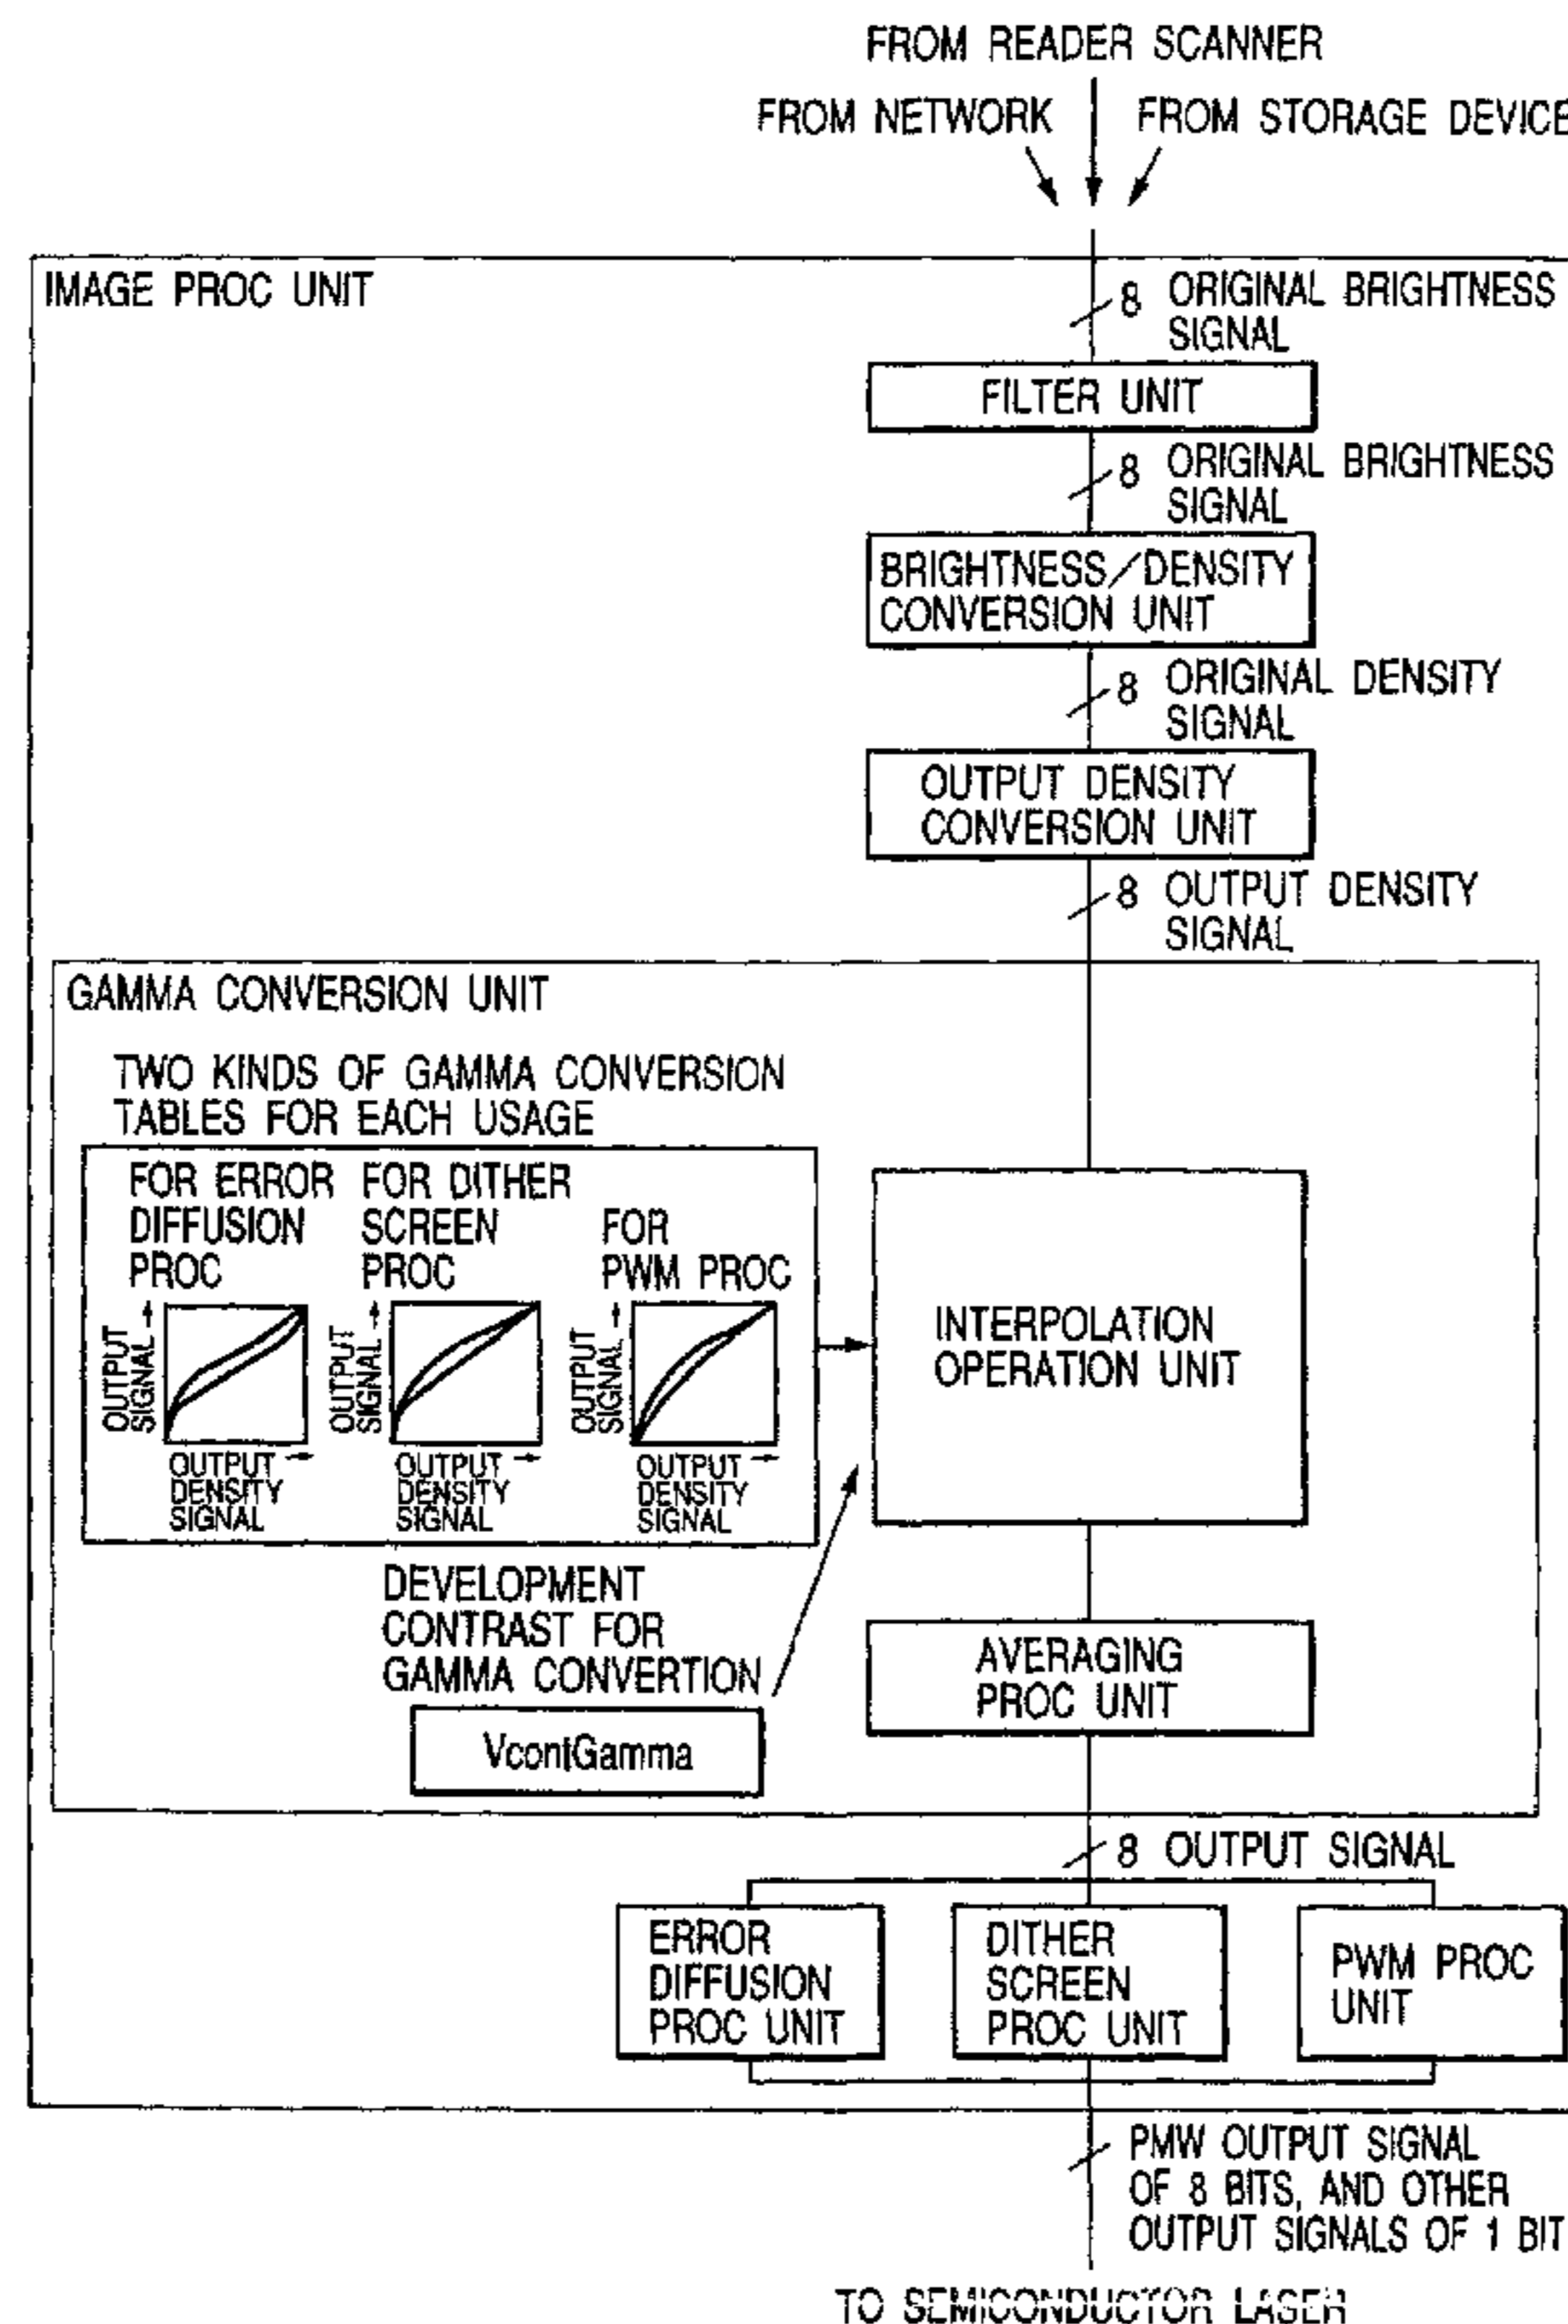 FROM READER SCANNER
FROM NETWORK
FROM STORAGE DEVICE
IMAGE PROC UNIT
8 ORIGINAL BRIGHTNESS
SIGNAL
FILTER UNIT
8 ORIGINAL BRIGHTNESS
SIGNAL
BRIGHTNESS/DENSITY
CONVERSION UNIT
8 ORIGINAL DENSITY
SIGNAL
OUTPUT DENSITY
CONVERSION UNIT
8 OUTPUT DENSITY
SIGNAL
GAMMA CONVERSION UNIT
TWO KINDS OF GAMMA CONVERSION
TABLES FOR EACH USAGE
FOR ERROR
DIFFUSION
PROC
OUTPUT
SIGNAL
OUTPUT
DENSITY
SIGNAL
FOR DITHER
SCREEN
PROC
OUTPUT
SIGNAL
OUTPUT
DENSITY
SIGNAL
FOR
PWM PROC
OUTPUT
SIGNAL
OUTPUT
DENSITY
SIGNAL
INTERPOLATION
OPERATION UNIT
DEVELOPMENT
CONTRAST FOR
GAMMA CONVERTION
VcontGamma
AVERAGING
PROC UNIT
8 OUTPUT SIGNAL
ERROR
DIFFUSION
PROC UNIT
DITHER
SCREEN
PROC UNIT
PWM PROC
UNIT
PMW OUTPUT SIGNAL
OF 8 BITS, AND OTHER
OUTPUT SIGNALS OF 1 BIT
TO SEMICONDUCTOR LASER